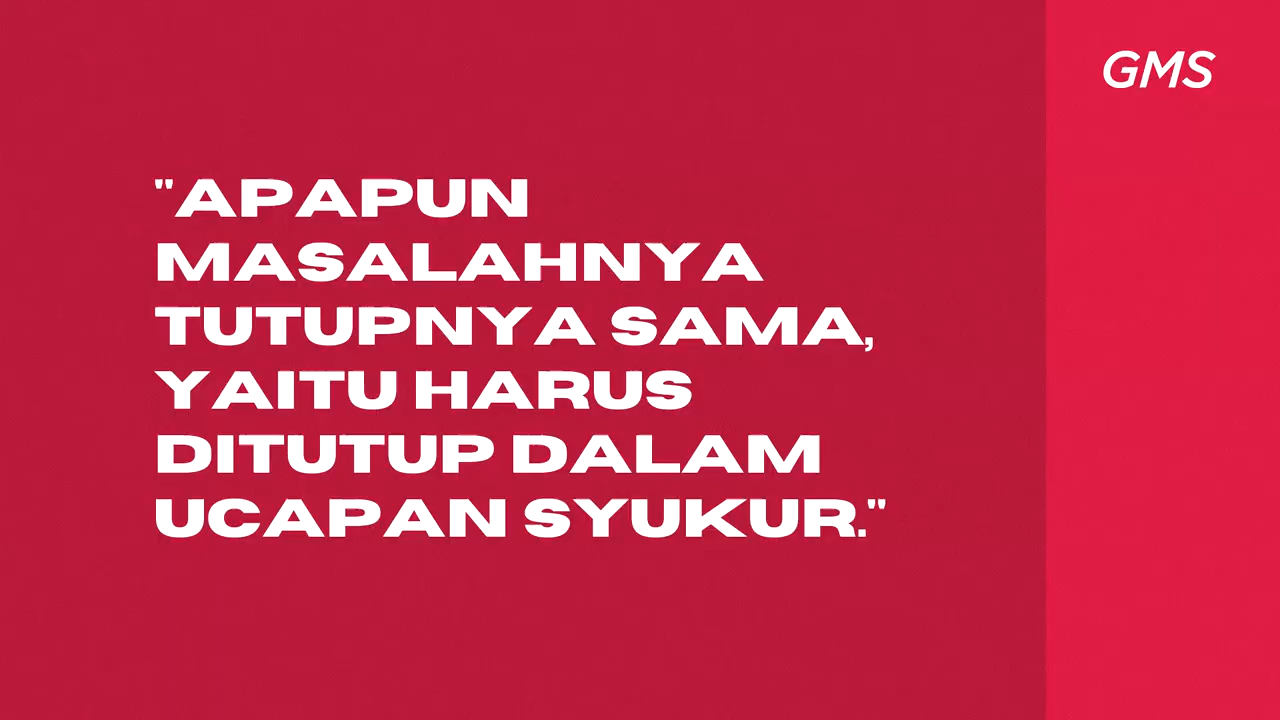 GMS
"APAPUN
MASALAHNYA
TUTUPNYA SAMA,
YAITU HARUS
DITUTUP DALAM
UCAPAN SYUKUR."